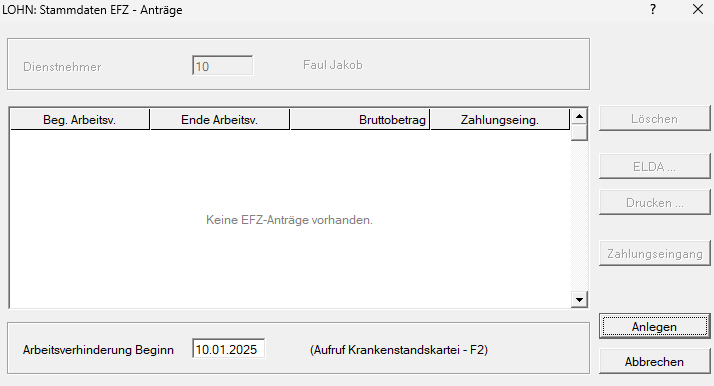 LOHN: Stammdaten EFZ - Anträge ? ×
Dienstnehmer 10 Faul Jakob
Beg. Arbeitsv. Ende Arbeitsv. Bruttobetrag Zahlungseing.
Löschen
ELDA ...
Drucken ...
Keine EFZ-Anträge vorhanden.
Zahlungseingang
Anlegen
Arbeitsverhinderung Beginn 10.01.2025 (Aufruf Krankenstandskartei - F2)
Abbrechen